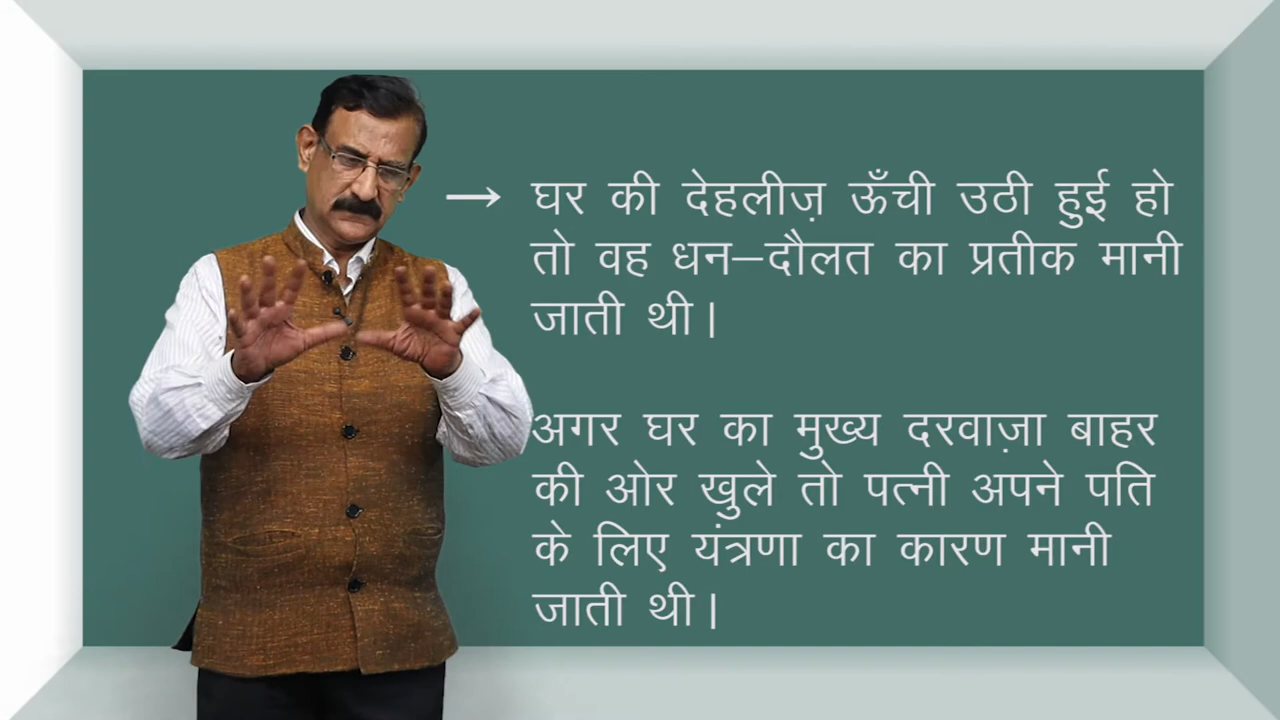 → घर की देहलीज़ ऊँची उठी हुई हो
तो वह धन–दौलत का प्रतीक मानी
जाती थी।
अगर घर का मुख्य दरवाज़ा बाहर
की ओर खुले तो पत्नी अपने पति
के लिए यंत्रणा का कारण मानी
जाती थी।